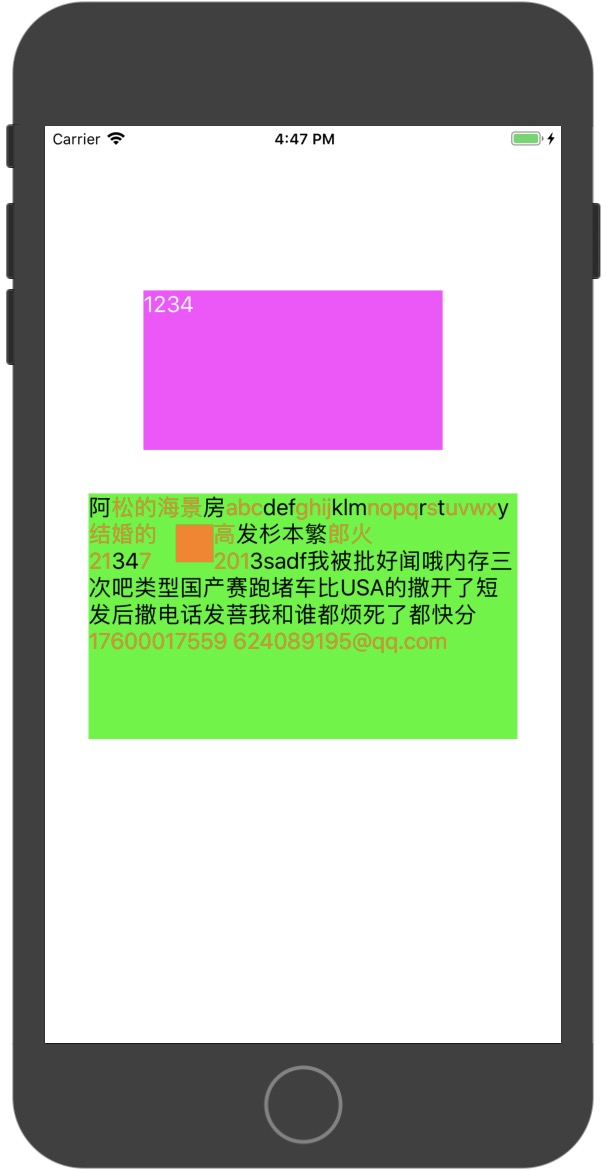 Carrier 4:47 PM
1234
阿松的海景房abcdefghijklmnopqrstuvwxy
结婚的 高发杉本繁郎火
21347 2013sadf我被批好闻哦内存三
次吧类型国产赛跑堵车比USA的撒开了短
发后撒电话发菩我和谁都烦死了都快分
17600017559 624089195@qq.com